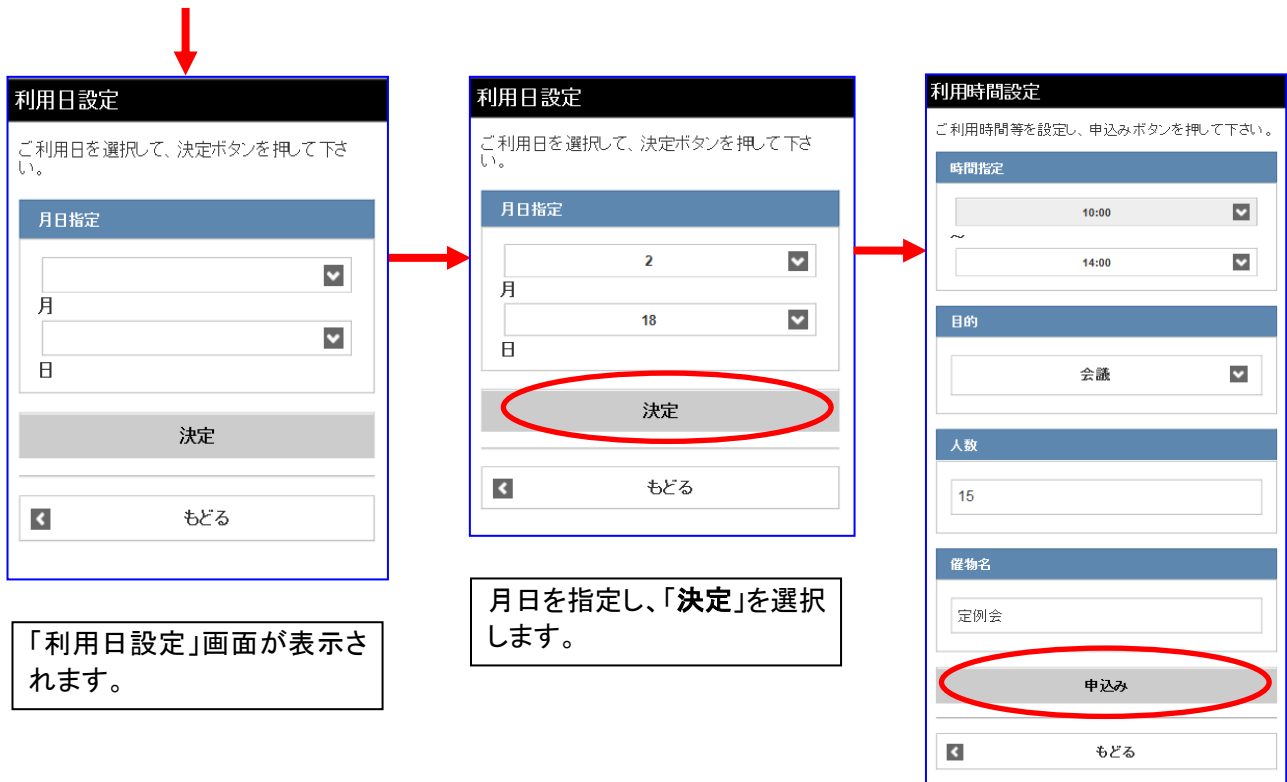 利用日設定
ご利用日を選択して、決定ボタンを押して下さ
い。
月日指定
月
日
決定
もどる
「利用日設定」画面が表示さ
れます。
利用日設定
ご利用日を選択して、決定ボタンを押して下さ
い。
月日指定
2
月
18
日
決定
もどる
月日を指定し、「決定」を選択
します。
利用時間設定
ご利用時間等を設定し、申込みボタンを押して下さい。
時間指定
10:00
～
14:00
目的
会議
人数
15
催物名
定例会
申込み
もどる